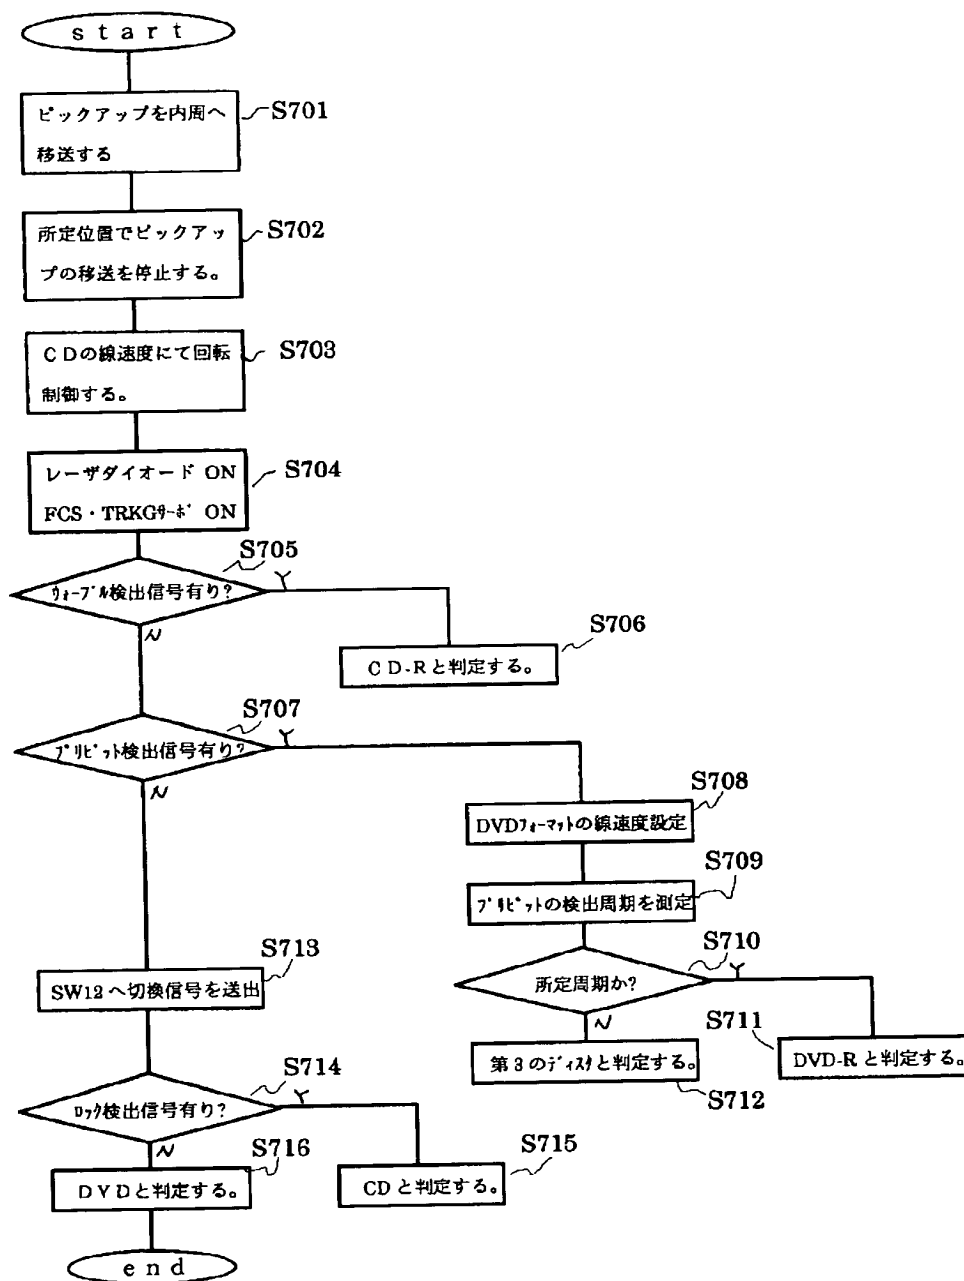 start
ピックアップを内周へ
移送する
S701
所定位置でピックアッ
プの移送を停止する。
S702
CDの線速度にて回転
制御する。
S703
レーザダイオード ON
FCS・TRKGｻｰﾎﾞ ON
S704
ｳｫｰﾌﾞﾙ検出信号有り?
S705
Y
N
CD-Rと判定する。
S706
ﾌﾟﾘﾋﾟｯﾄ検出信号有り?
S707
Y
N
DVDﾌｫｰﾏｯﾄの線速度設定
S708
ﾌﾟﾘﾋﾟｯﾄの検出周期を測定
S709
所定周期か?
S710
Y
N
DVD-Rと判定する。
S711
第3のﾃﾞｨｽｸと判定する。
S712
SW12へ切換信号を送出
S713
ﾛｯｸ検出信号有り?
S714
Y
N
CDと判定する。
S715
DVDと判定する。
S716
end